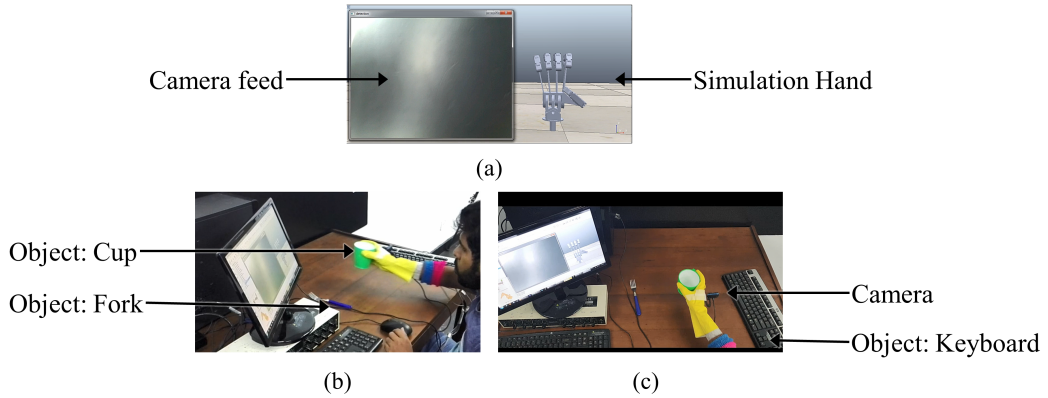 Camera feed
Simulation Hand
(a)
Object: Cup
Object: Fork
Camera
Object: Keyboard
(b)
(c)